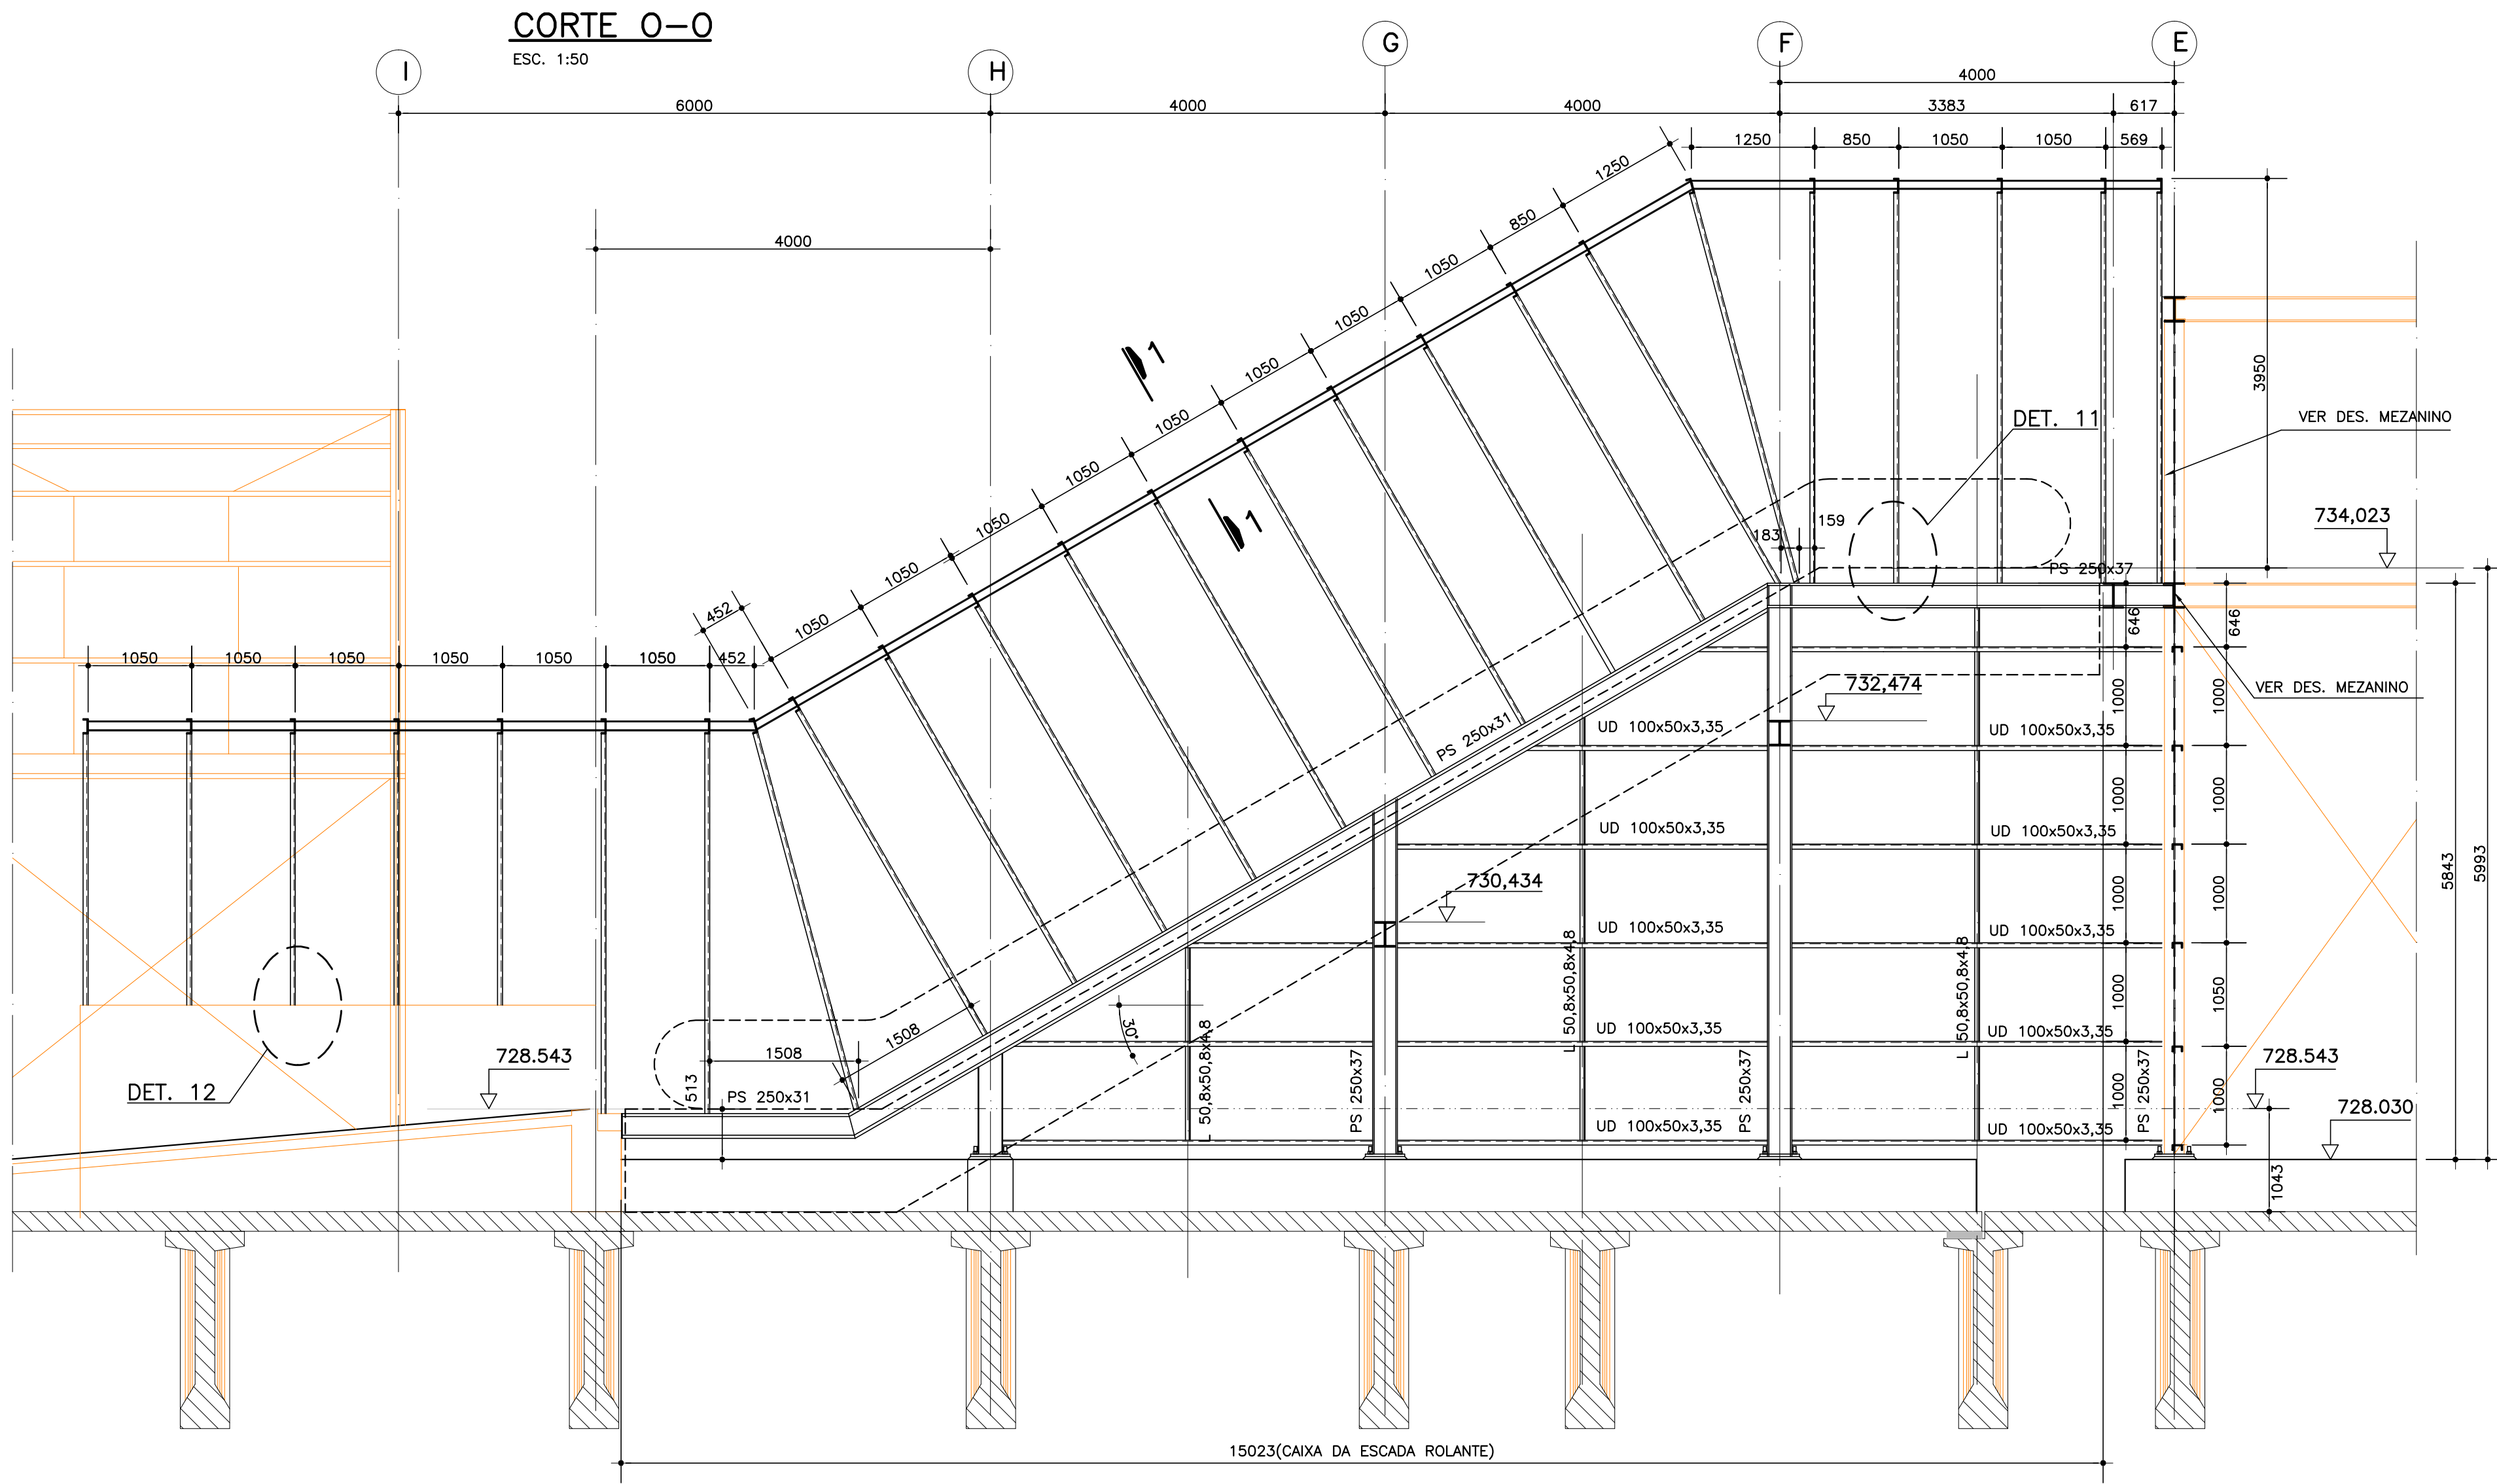 CORTE O-O
ESC. 1:50
I
H
G
F
E
4000
6000
4000
4000
3383
617
1250
850
1050
1050
569
1250
850
1050
1050
1050
1050
1050
1050
1050
1050
452
4000
1050
1050
1050
1050
1050
1050
452
1
1
DET. 11
VER DES. MEZANINO
3950
734,023
159
183
PS 250x37
646
646
VER DES. MEZANINO
732,474
PS 250x31
UD 100x50x3,35
UD 100x50x3,35
1000
1000
UD 100x50x3,35
UD 100x50x3,35
1000
1000
730,434
5843
5993
UD 100x50x3,35
UD 100x50x3,35
1000
1000
L 50,8x50,8x4,8
L 50,8x50,8x4,8
L 50,8x50,8x4,8
30°
1508
1508
UD 100x50x3,35
UD 100x50x3,35
1000
1050
728.543
728.543
DET. 12
513
PS 250x31
PS 250x37
PS 250x37
PS 250x37
UD 100x50x3,35
UD 100x50x3,35
1000
1000
728.030
1043
15023(CAIXA DA ESCADA ROLANTE)